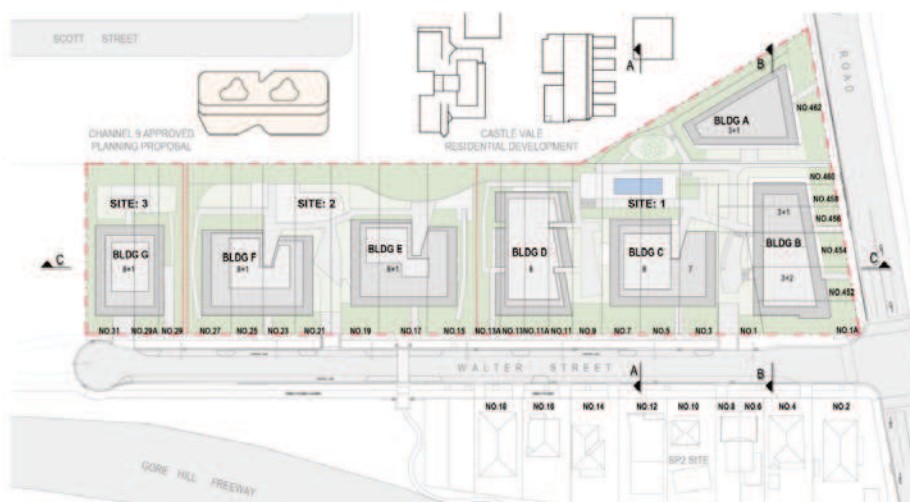 SCOTT STREET
ROAD
A
B
BLDG A
3+1
NO.462
CHANNEL 9 APPROVED
PLANNING PROPOSAL
CASTLE VALE
RESIDENTIAL DEVELOPMENT
NO.460
SITE: 3
SITE: 2
SITE: 1
NO.458
3+1
NO.456
BLDG G
8+1
BLDG F
8+1
BLDG E
8+1
BLDG D
8
BLDG C
8
7
BLDG B
3+2
NO.454
C
C
NO.452
NO.31
NO.29A
NO.29
NO.27
NO.25
NO.23
NO.21
NO.19
NO.17
NO.15
NO.13A
NO.13
NO.11A
NO.11
NO.9
NO.7
NO.5
NO.3
NO.1
NO.1A
WALTER STREET
A
B
NO.18
NO.16
NO.14
NO.12
NO.10
NO.8
NO.6
NO.4
NO.2
SP2 SITE
GORE HILL FREEWAY